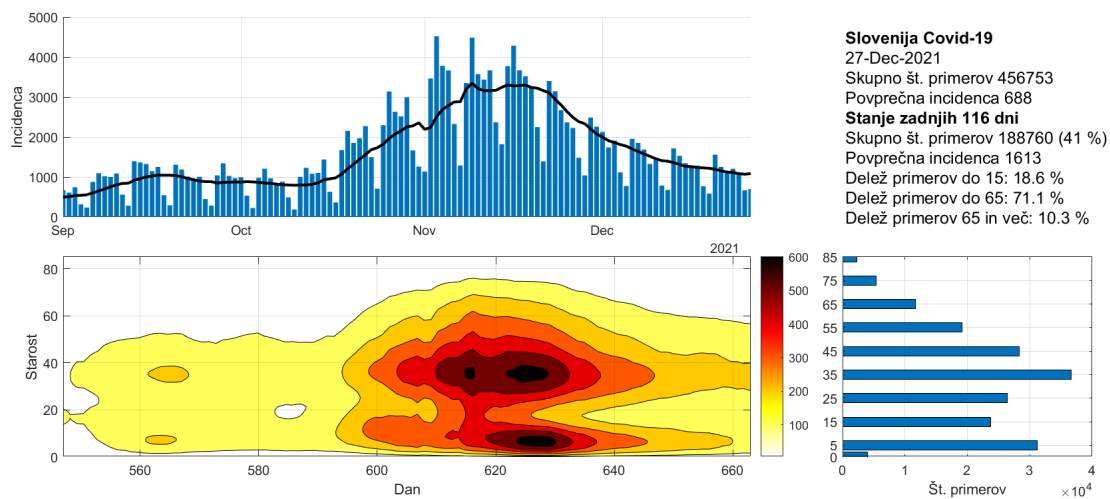 5000
4000
3000
2000
1000
0
Incidenca
Sep
Oct
Nov
Dec
2021
Slovenija Covid-19
27-Dec-2021
Skupno št. primerov 456753
Povprečna incidenca 688
Stanje zadnjih 116 dni
Skupno št. primerov 188760 (41 %)
Povprečna incidenca 1613
Delež primerov do 15: 18.6 %
Delež primerov do 65: 71.1 %
Delež primerov 65 in več: 10.3 %
80
60
40
20
0
Starost
560
580
600
620
640
660
Dan
600
500
400
300
200
100
85
75
65
55
45
35
25
15
5
0
0
1
2
3
4
Št. primerov
×10⁴